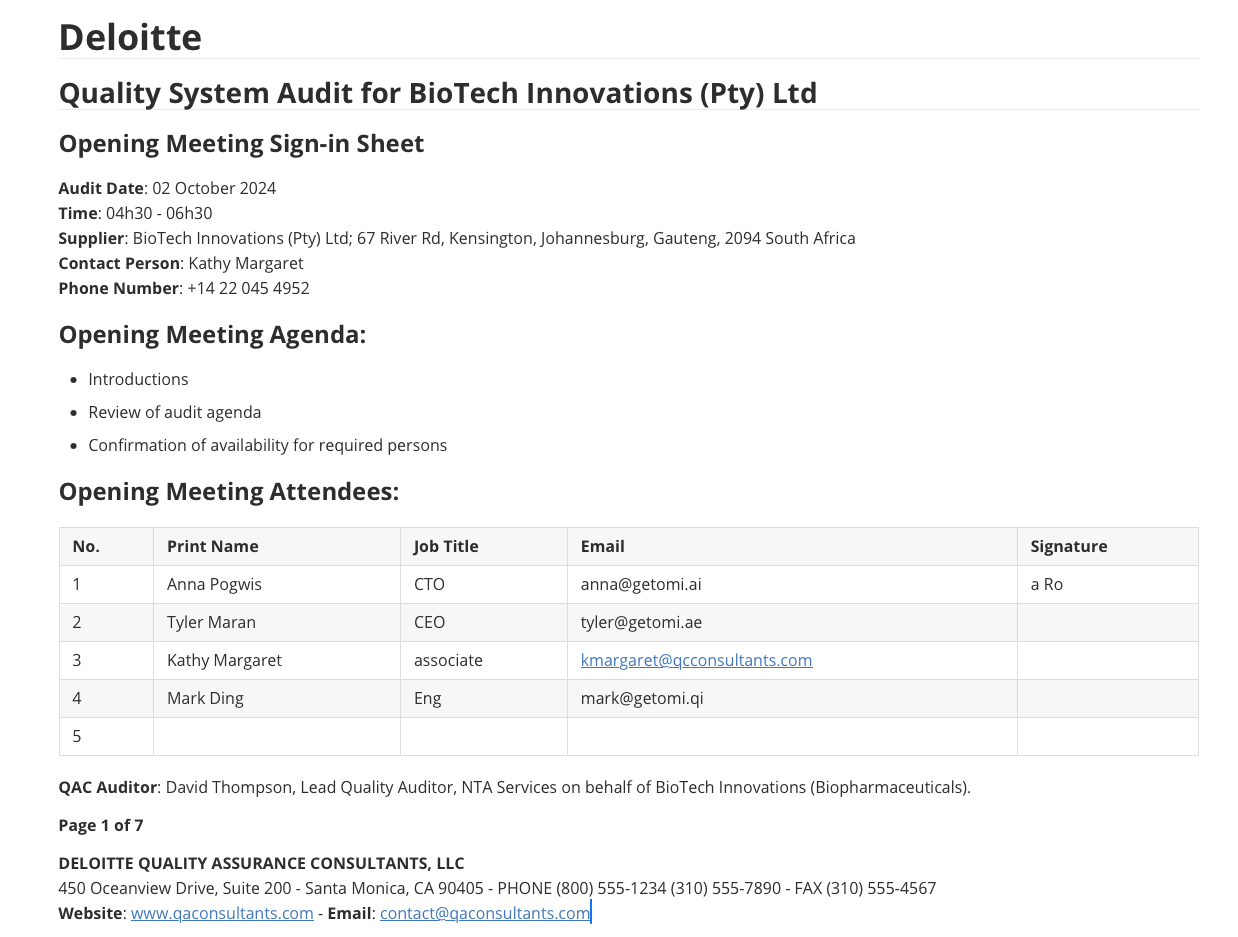 Deloitte
Quality System Audit for BioTech Innovations (Pty) Ltd
Opening Meeting Sign-in Sheet
Audit Date: 02 October 2024
Time: 04h30 - 06h30
Supplier: BioTech Innovations (Pty) Ltd; 67 River Rd, Kensington, Johannesburg, Gauteng, 2094 South Africa
Contact Person: Kathy Margaret
Phone Number: +14 22 045 4952
Opening Meeting Agenda:
• Introductions
• Review of audit agenda
• Confirmation of availability for required persons
Opening Meeting Attendees:
No. Print Name Job Title Email Signature
1 Anna Pogwis CTO anna@getomi.ai a Ro
2 Tyler Maran CEO tyler@getomi.ae
3 Kathy Margaret associate kmargaret@qcconsultants.com
4 Mark Ding Eng mark@getomi.qi
5
QAC Auditor: David Thompson, Lead Quality Auditor, NTA Services on behalf of BioTech Innovations (Biopharmaceuticals).
Page 1 of 7
DELOITTE QUALITY ASSURANCE CONSULTANTS, LLC
450 Oceanview Drive, Suite 200 - Santa Monica, CA 90405 - PHONE (800) 555-1234 (310) 555-7890 - FAX (310) 555-4567
Website: www.qaconsultants.com - Email: contact@qaconsultants.com